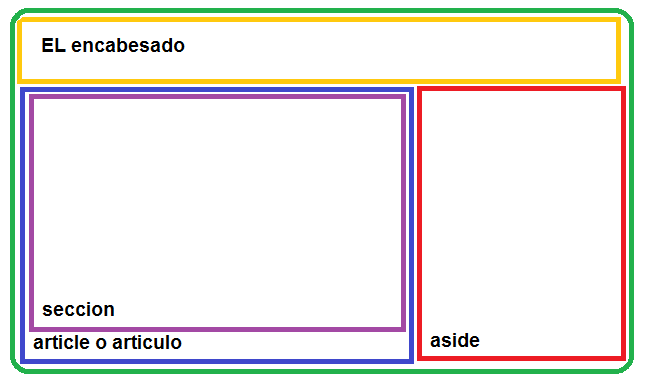 EL encabesado
seccion
article o articulo
aside